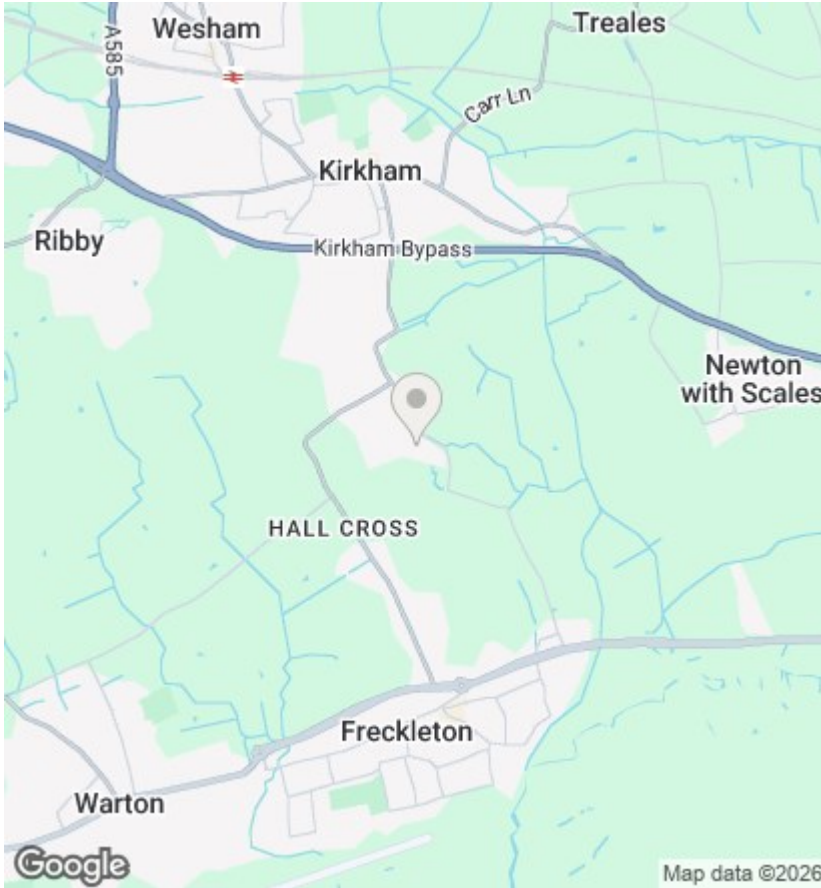 Wesham
Treales
A585
Carr Ln
Kirkham
Ribby
Kirkham Bypass
Newton
with Scales
HALL CROSS
Freckleton
Warton
Google
Map data ©2026